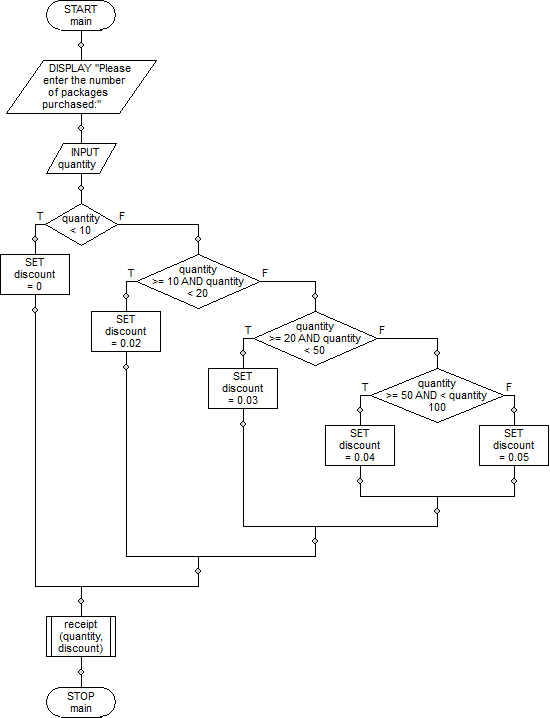 START
main
DISPLAY "Please
enter the number
of packages
purchased:"
INPUT
quantity
T
quantity
< 10
F
SET
discount
= 0
T
quantity
>= 10 AND quantity
< 20
F
SET
discount
= 0.02
T
quantity
>= 20 AND quantity
< 50
F
SET
discount
= 0.03
T
quantity
>= 50 AND < quantity
100
F
SET
discount
= 0.04
SET
discount
= 0.05
receipt
(quantity,
discount)
STOP
main